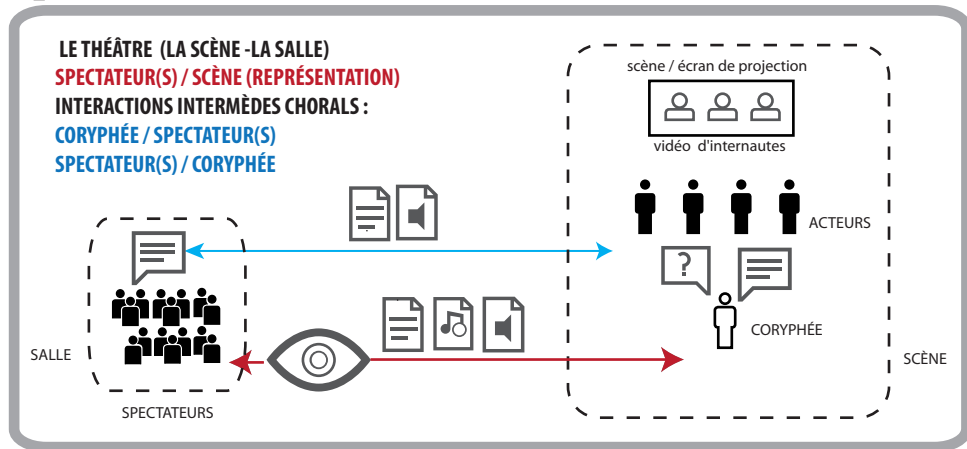 LE THÉÂTRE (LA SCÈNE -LA SALLE)
SPECTATEUR(S) / SCÈNE (REPRÉSENTATION)
INTERACTIONS INTERMÈDES CHORALS :
CORYPHÉE / SPECTATEUR(S)
SPECTATEUR(S) / CORYPHÉE
scène / écran de projection
vidéo d'internautes
ACTEURS
?
CORYPHÉE
SALLE
SCÈNE
SPECTATEURS